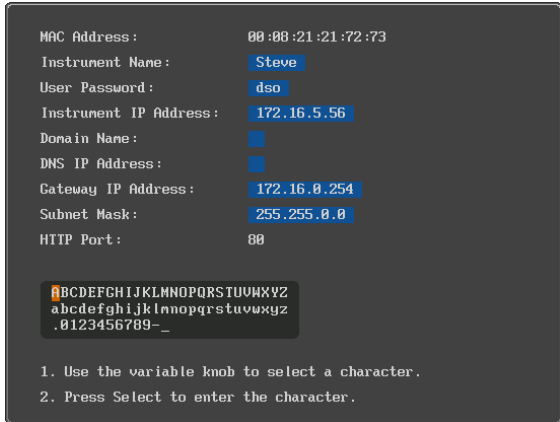 MAC Address: 00:08:21:21:72:73
Instrument Name: Steve
User Password: dso
Instrument IP Address: 172.16.5.56
Domain Name:
DNS IP Address:
Gateway IP Address: 172.16.0.254
Subnet Mask: 255.255.0.0
HTTP Port: 80
ABCDEFGHIJKLMNOPQRSTUVWXYZ
abcdefghijklmnopqrstuvwxyz
.0123456789-_
1. Use the variable knob to select a character.
2. Press Select to enter the character.